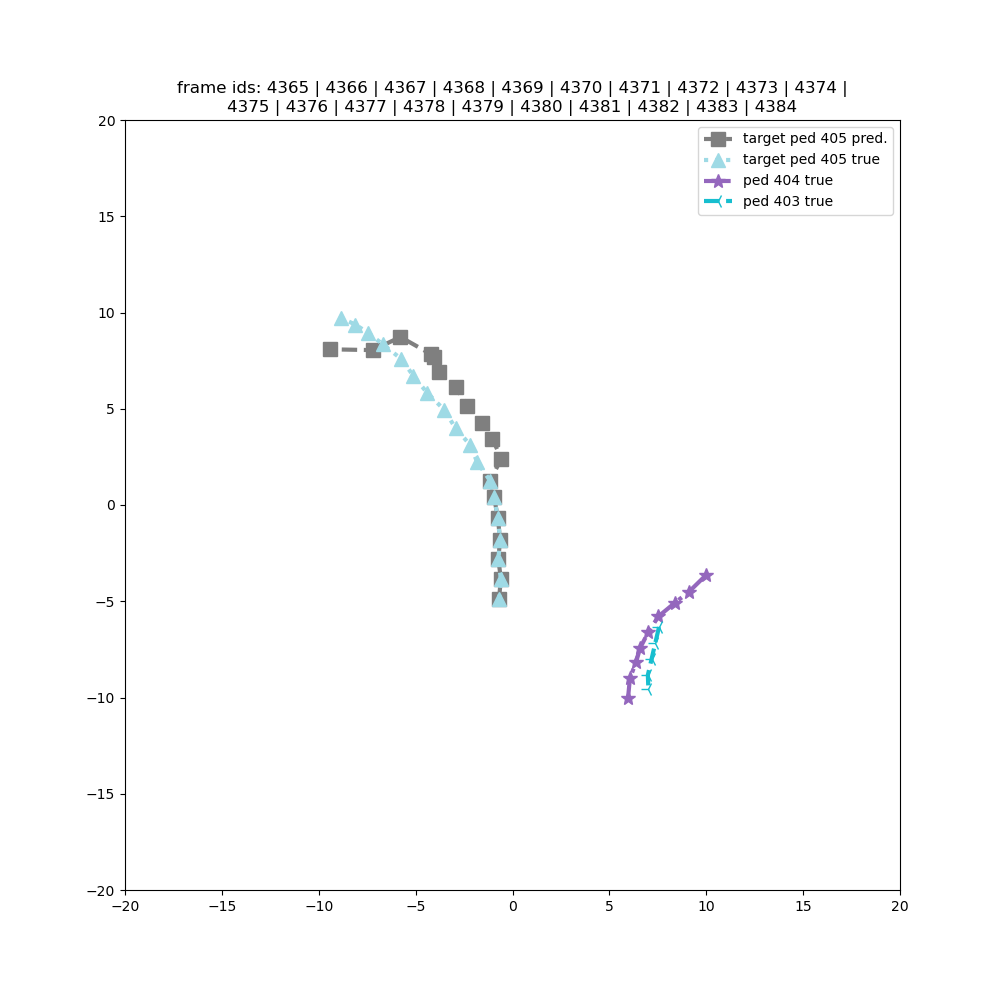 frame ids: 4365 | 4366 | 4367 | 4368 | 4369 | 4370 | 4371 | 4372 | 4373 | 4374 |
4375 | 4376 | 4377 | 4378 | 4379 | 4380 | 4381 | 4382 | 4383 | 4384
target ped 405 pred.
target ped 405 true
ped 404 true
ped 403 true
20
15
10
5
0
−5
−10
−15
−20
−20 −15 −10 −5 0 5 10 15 20